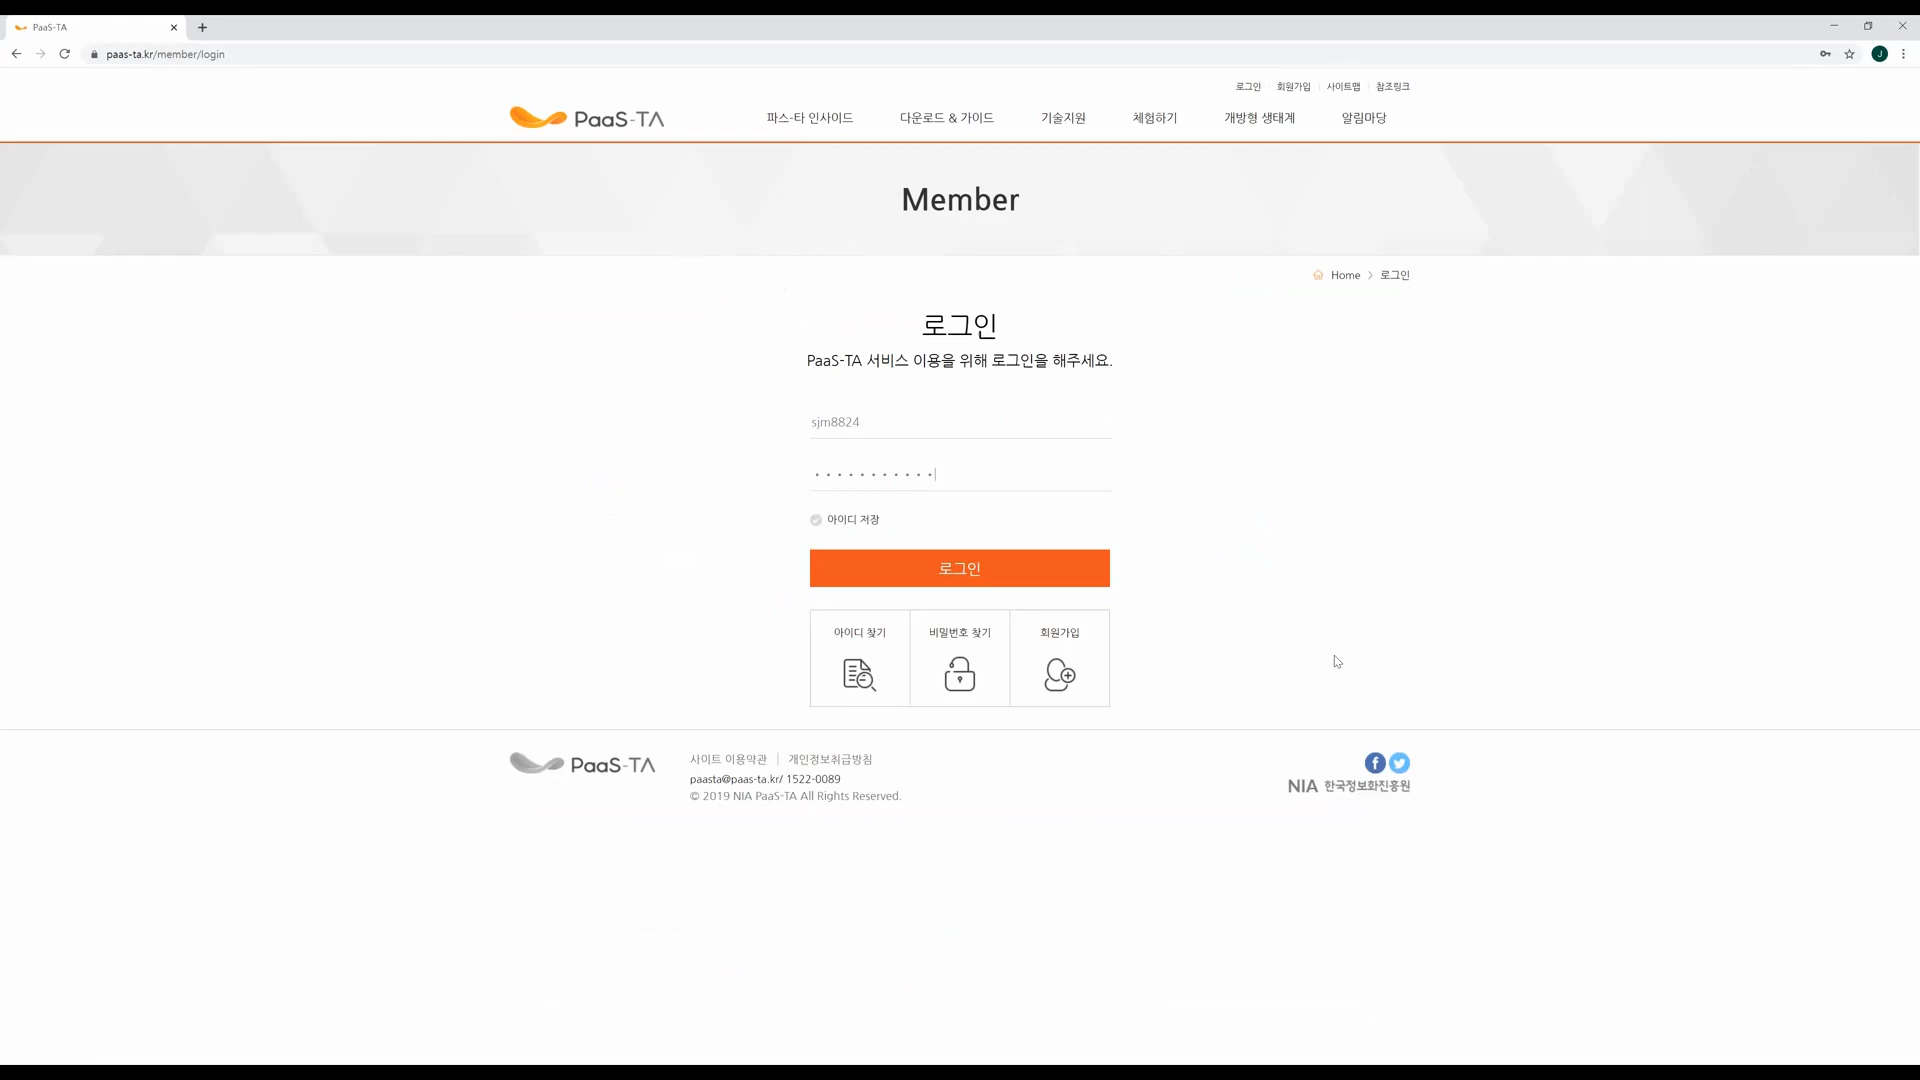 PaaS-TA
paas-ta.kr/member/login
J
로그인 회원가입 사이트맵 참조링크
PaaS-TA 파스-타 인사이드 다운로드 & 가이드 기술지원 체험하기 개방형 생태계 알림마당
Member
Home > 로그인
로그인
PaaS-TA 서비스 이용을 위해 로그인을 해주세요.
sjm8824
아이디 저장
로그인
아이디 찾기 비밀번호 찾기 회원가입
PaaS-TA 사이트 이용약관 개인정보취급방침
paasta@paas-ta.kr/ 1522-0089
© 2019 NIA PaaS-TA All Rights Reserved.
NIA 한국정보화진흥원